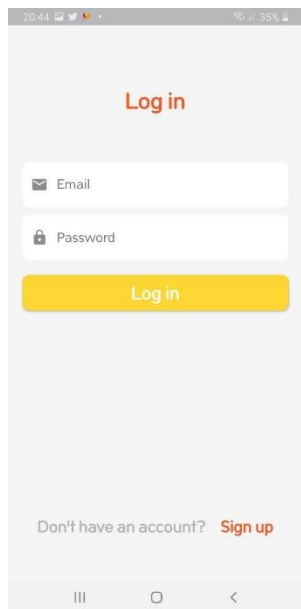 20:44 35%
Log in
Email
Password
Log in
Don't have an account? Sign up